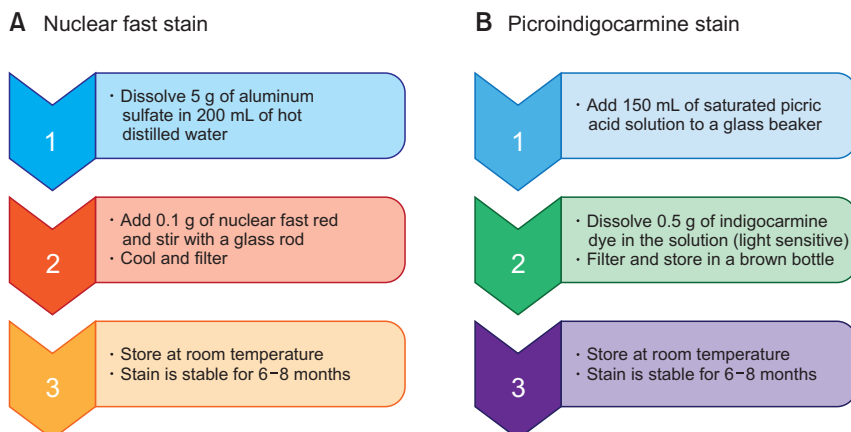 A Nuclear fast stain
1
· Dissolve 5 g of aluminum
sulfate in 200 mL of hot
distilled water
2
· Add 0.1 g of nuclear fast red
and stir with a glass rod
· Cool and filter
3
· Store at room temperature
· Stain is stable for 6−8 months
B Picroindigocarmine stain
1
· Add 150 mL of saturated picric
acid solution to a glass beaker
2
· Dissolve 0.5 g of indigocarmine
dye in the solution (light sensitive)
· Filter and store in a brown bottle
3
· Store at room temperature
· Stain is stable for 6−8 months